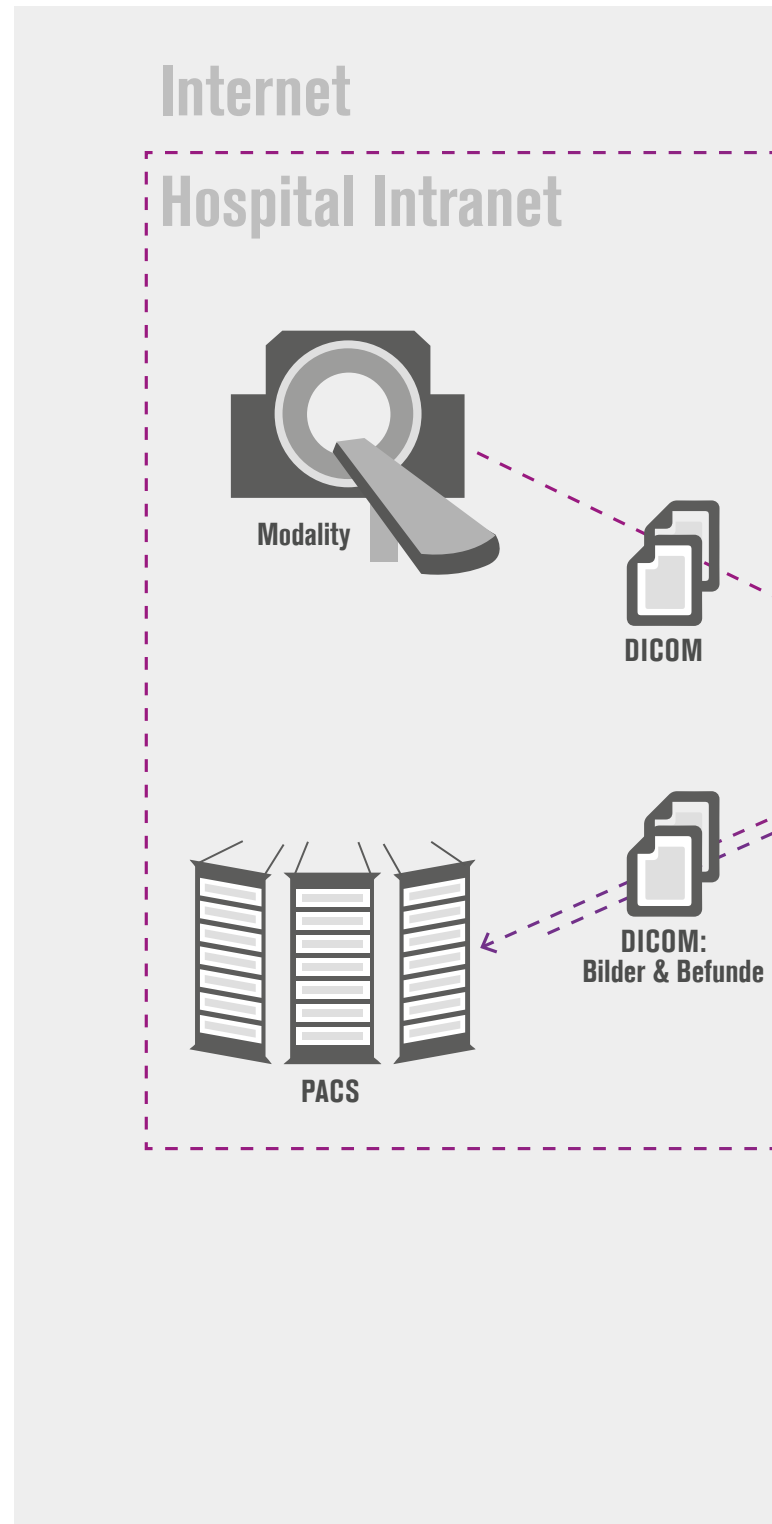 Internet
Hospital Intranet
Modality
DICOM
DICOM:
Bilder & Befunde
PACS